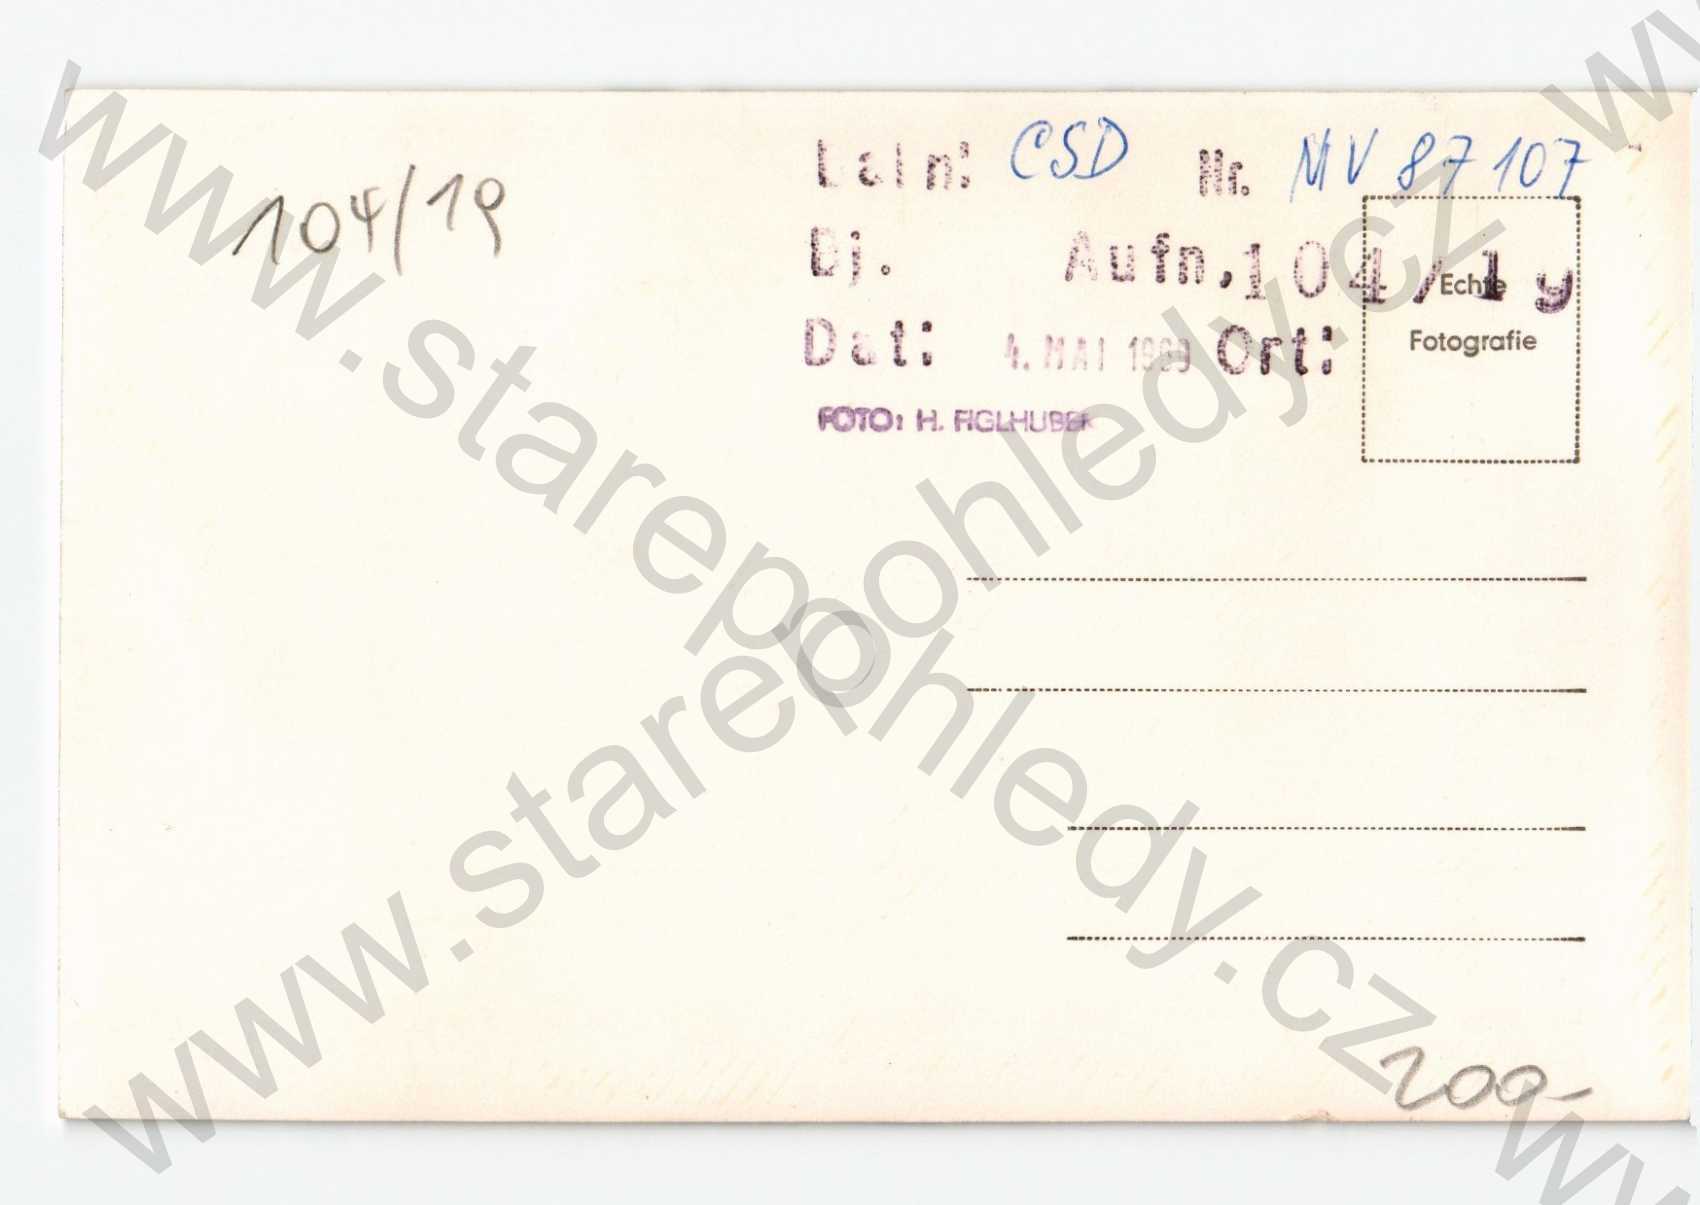 104/19
Bahn: CSD Nr. MV 87 107
Bj. Aufn, 104/19
Dat: 4. MAI 1969 Ort:
FOTO: H. FIGLHUBER
Echte
Fotografie
200-
www.starepohledy.cz
www.starepohledy.cz